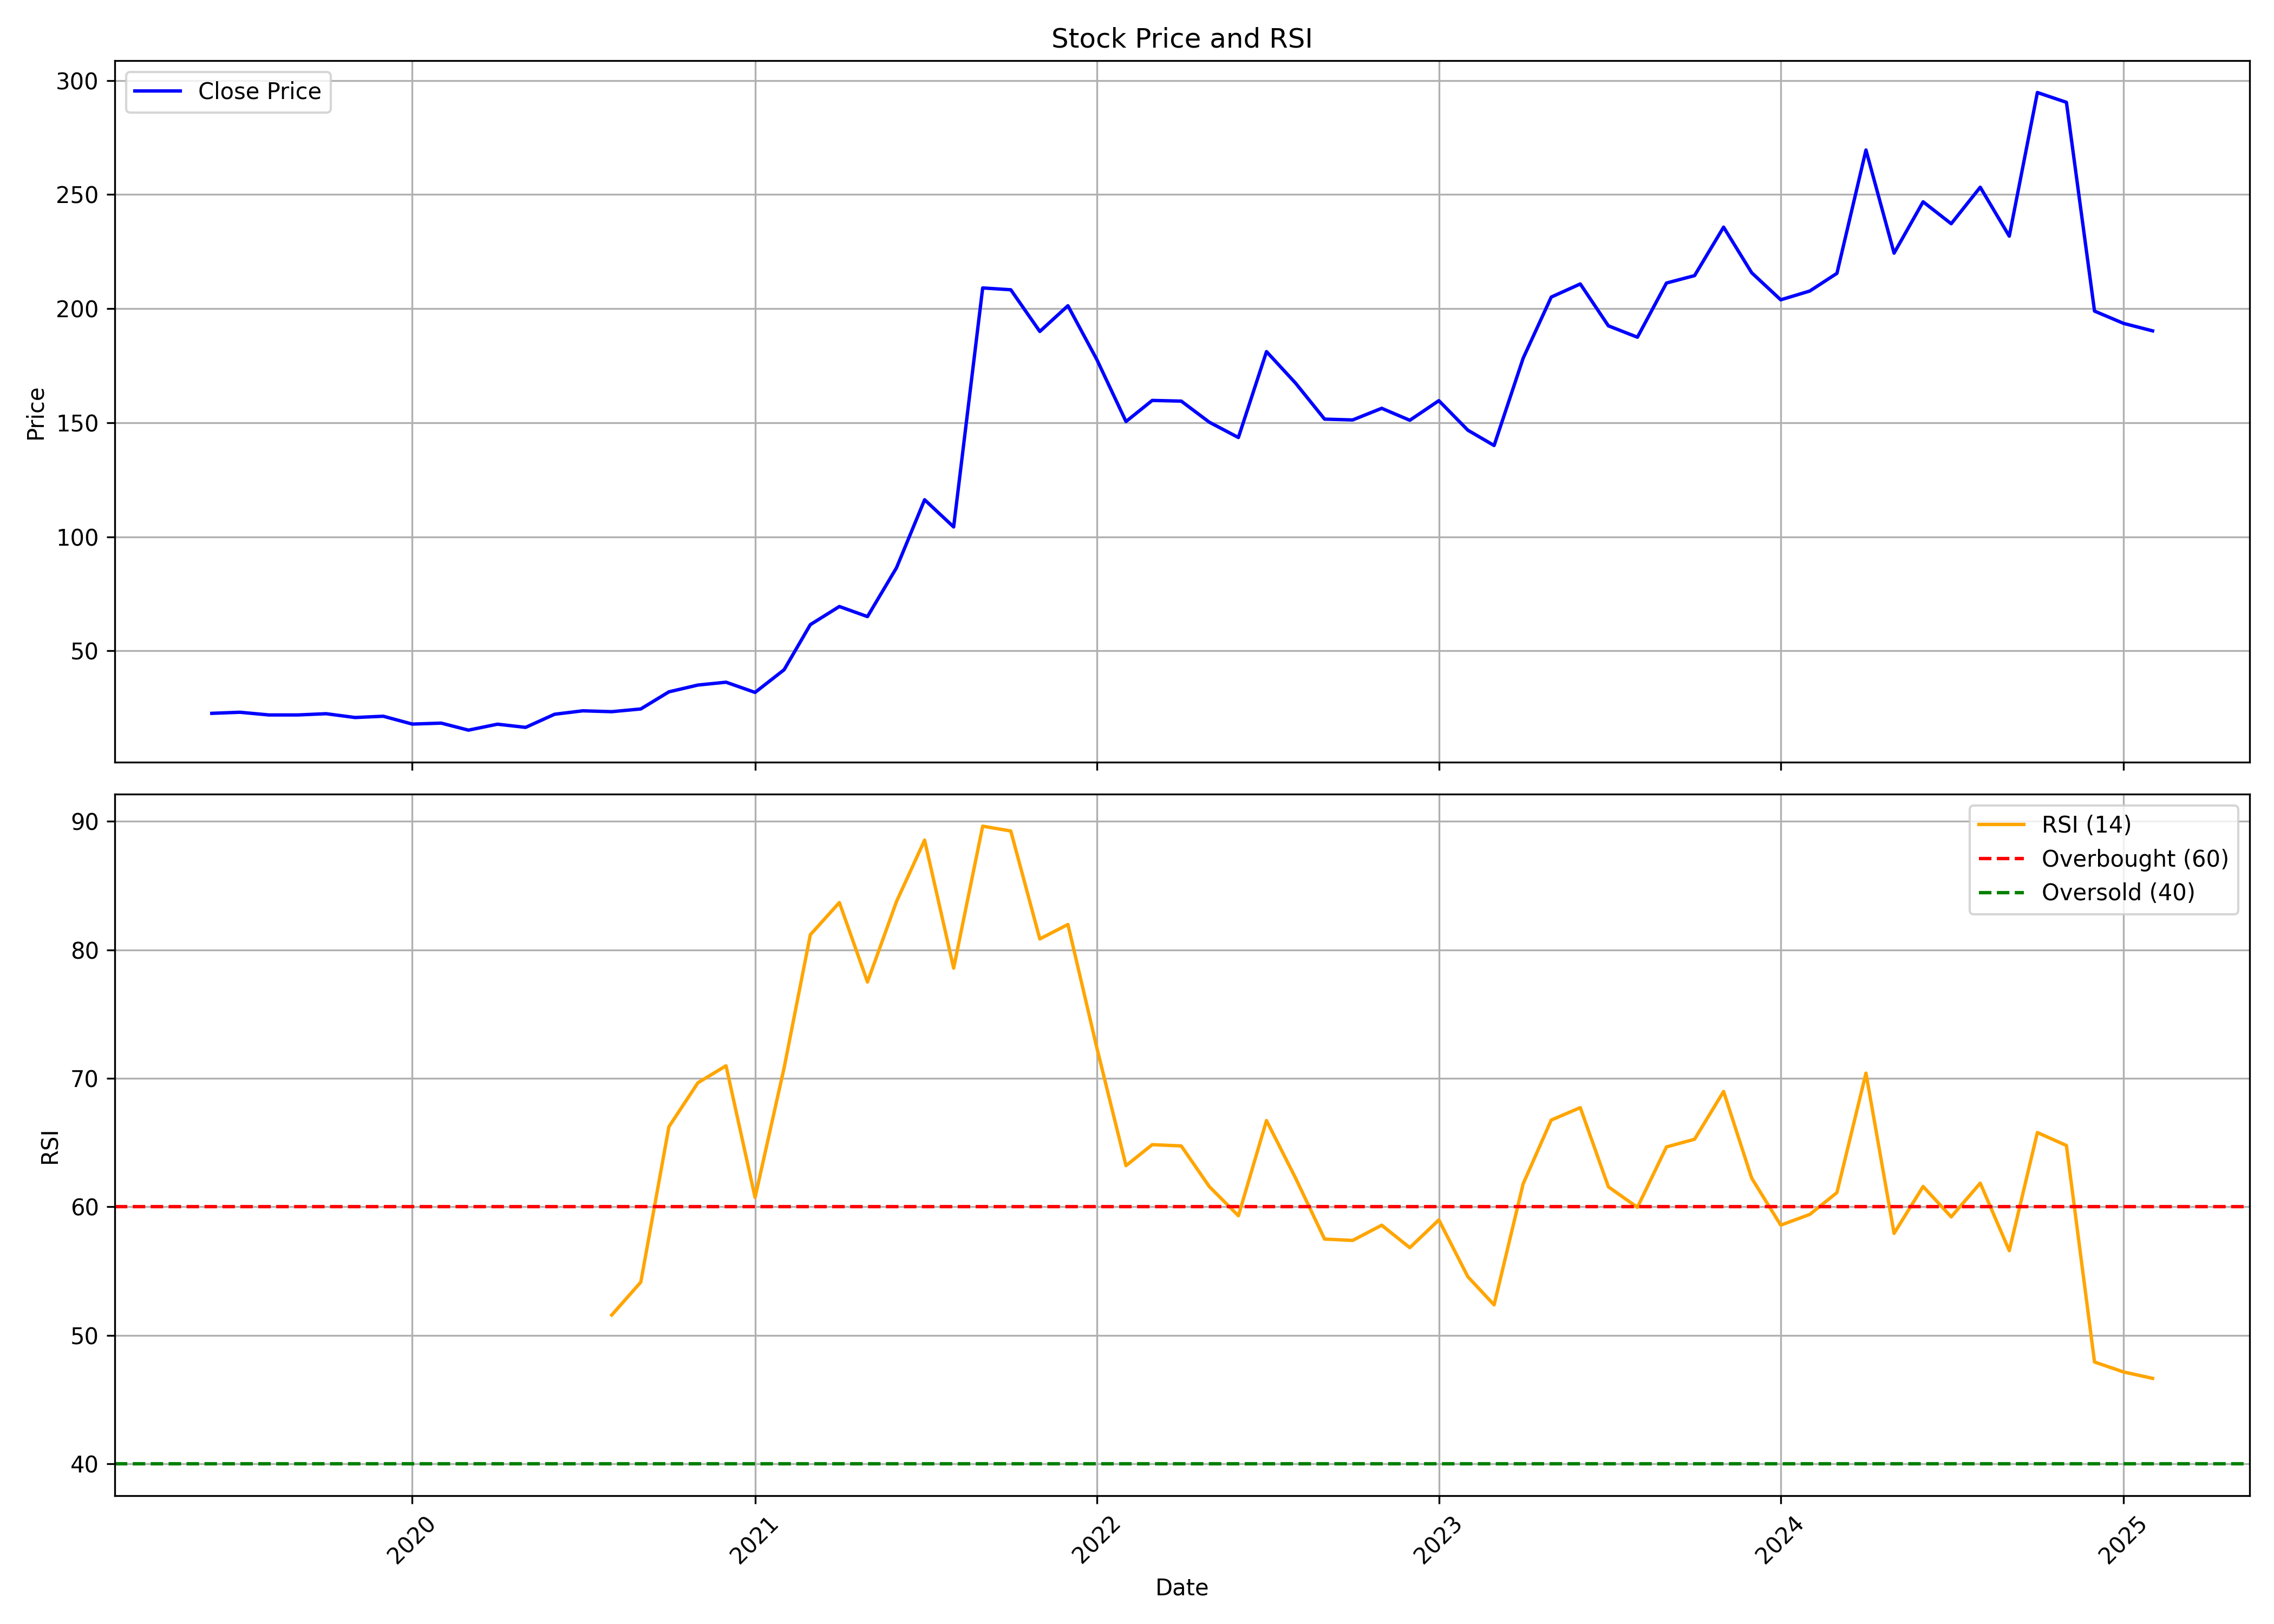 Stock Price and RSI
Close Price
300
250
200
150
100
50
Price
RSI (14)
Overbought (60)
Oversold (40)
90
80
70
60
50
40
RSI
2020
2021
2022
2023
2024
2025
Date